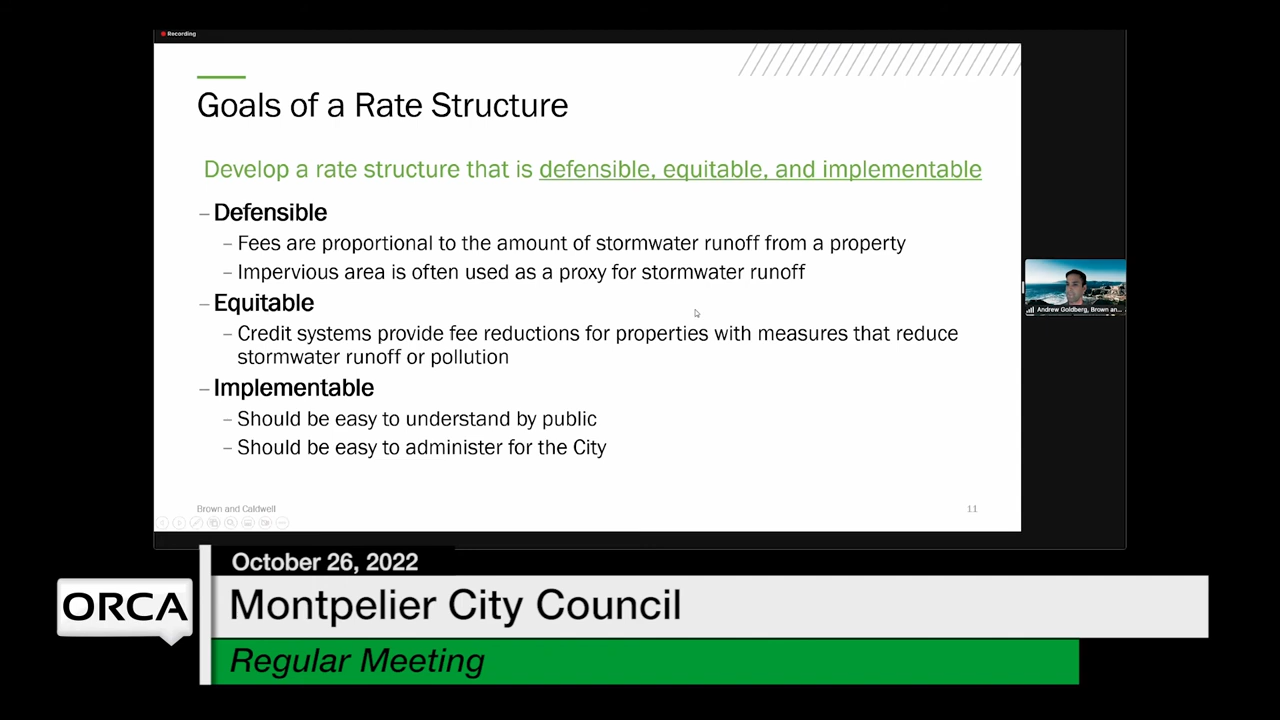 Recording
Goals of a Rate Structure
Develop a rate structure that is defensible, equitable, and implementable
– Defensible
– Fees are proportional to the amount of stormwater runoff from a property
– Impervious area is often used as a proxy for stormwater runoff
– Equitable
– Credit systems provide fee reductions for properties with measures that reduce
stormwater runoff or pollution
– Implementable
– Should be easy to understand by public
– Should be easy to administer for the City
Andrew Goldberg, Brown an...
Brown and Caldwell
11
October 26, 2022
ORCA
Montpelier City Council
Regular Meeting